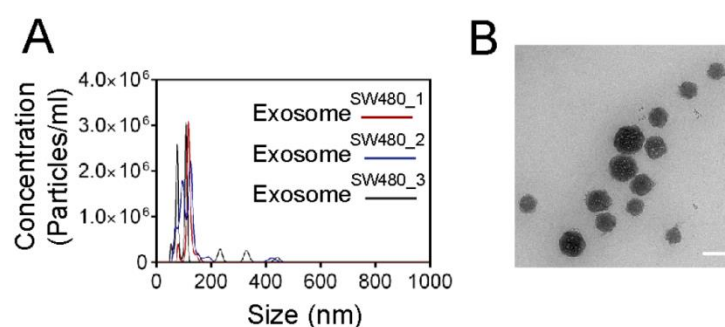 A
B
Concentration
(Particles/ml)
4.0×10⁶
3.0×10⁶
2.0×10⁶
1.0×10⁶
0
Exosome SW480_1
Exosome SW480_2
Exosome SW480_3
0 200 400 600 800 1000
Size (nm)